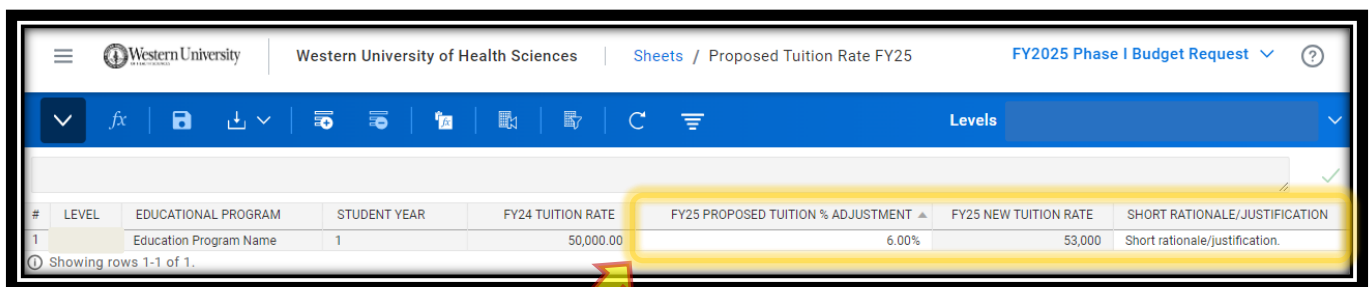 Western University
Western University of Health Sciences
Sheets / Proposed Tuition Rate FY25
FY2025 Phase I Budget Request
?
fx
Levels
# LEVEL EDUCATIONAL PROGRAM STUDENT YEAR FY24 TUITION RATE FY25 PROPOSED TUITION % ADJUSTMENT FY25 NEW TUITION RATE SHORT RATIONALE/JUSTIFICATION
1 Education Program Name 1 50,000.00 6.00% 53,000 Short rationale/justification.
Showing rows 1-1 of 1.